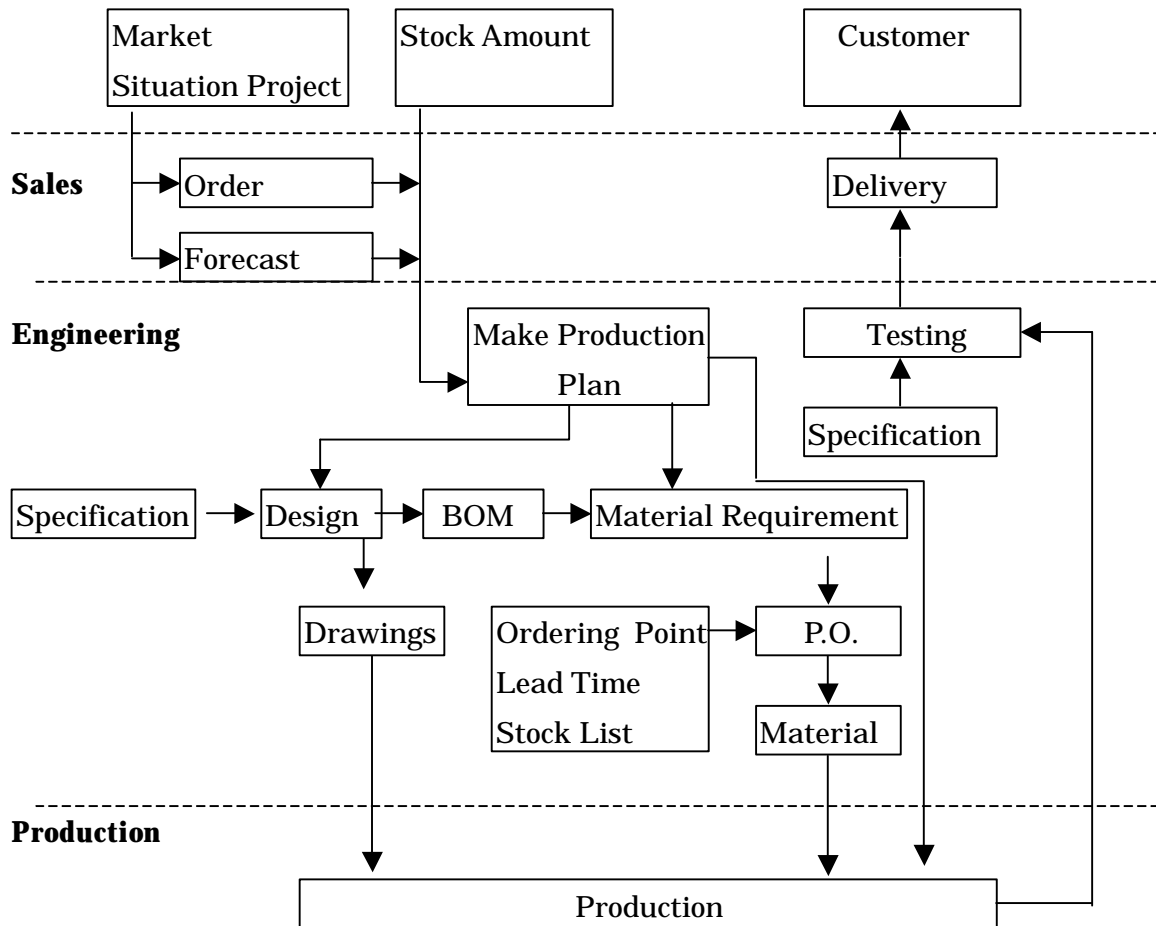 Market
Situation Project
Stock Amount
Customer
Sales
Order
Delivery
Forecast
Engineering
Make Production
Plan
Testing
Specification
Specification
Design
BOM
Material Requirement
Drawings
Ordering Point
Lead Time
Stock List
P.O.
Material
Production
Production